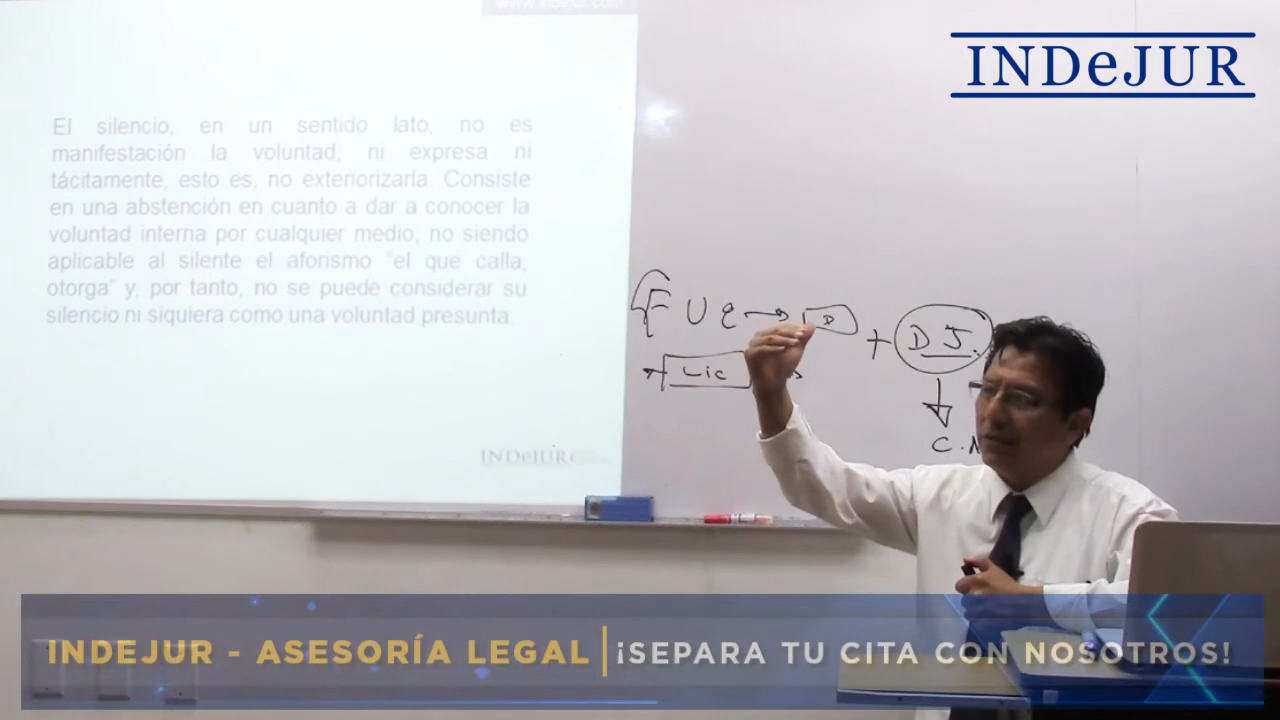 www.indejur.com
INDeJUR
El silencio, en un sentido lato, no es
manifestación la voluntad, ni expresa ni
tácitamente, esto es, no exteriorizarla. Consiste
en una abstención en cuanto a dar a conocer la
voluntad interna por cualquier medio, no siendo
aplicable al silente el aforismo "el que calla,
otorga" y, por tanto, no se puede considerar su
silencio ni siquiera como una voluntad presunta.
+ D J.
Lic
INDeJUR
INDEJUR - ASESORÍA LEGAL ¡SEPARA TU CITA CON NOSOTROS!